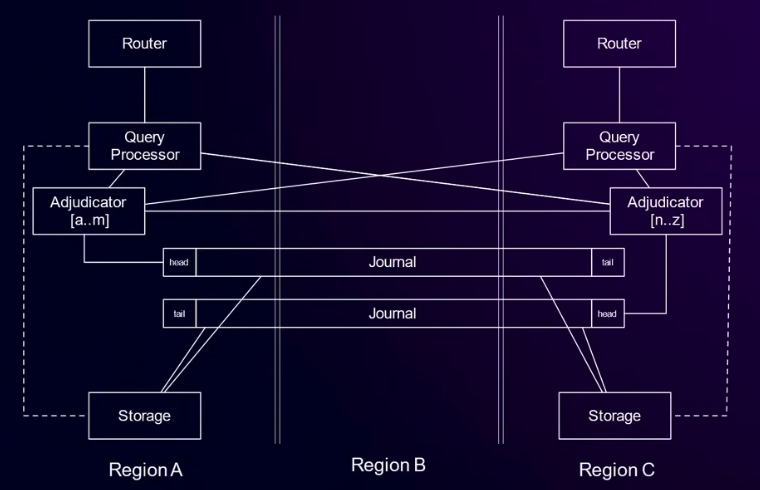 Router
Router
Query
Processor
Query
Processor
Adjudicator
[a..m]
Adjudicator
[n..z]
head
Journal
tail
tail
Journal
head
Storage
Storage
Region A
Region B
Region C